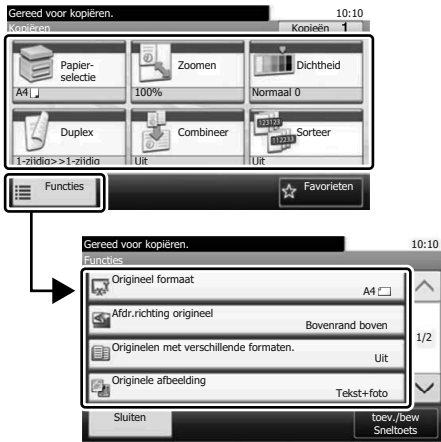 Gereed voor kopiëren. 10:10
Kopiëren Kopieën 1
Papier-
selectie
A4
Zoomen
100%
Dichtheid
Normaal 0
Duplex
1-zijdig>>1-zijdig
Combineer
Uit
123123
112233
Sorteer
Uit
Functies
Favorieten
Gereed voor kopiëren. 10:10
Functies
Origineel formaat
A4
Afdr.richting origineel
Bovenrand boven
Originelen met verschillende formaten.
Uit
Originele afbeelding
Tekst+foto
1/2
Sluiten
toev./bew
Sneltoets